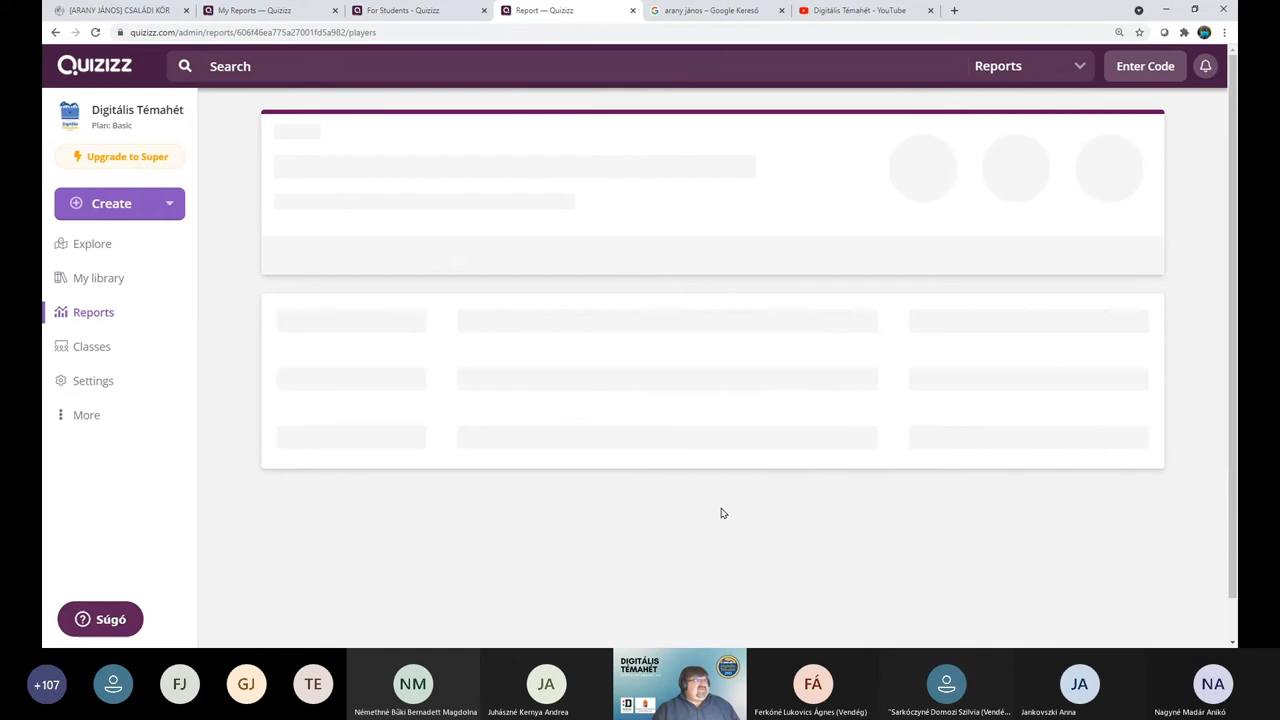 [ARANY JÁNOS] CSALÁDI KÖR
My Reports — Quizizz
For Students - Quizizz
Report — Quizizz
arany jános – Google Kereső
Digitális Témahét - YouTube
quizizz.com/admin/reports/606f46ea775a27001fd5a982/players
QUIZIZZ
Search
Reports
Enter Code
Digitális Témahét
Plan: Basic
Upgrade to Super
Create
Explore
My library
Reports
Classes
Settings
More
Súgó
+107
FJ
GJ
TE
NM
Némethné Bűki Bernadett Magdolna
JA
Juhászné Kernya Andrea
DIGITÁLIS
TÉMAHÉT
FÁ
Ferkóné Lukovics Ágnes (Vendég)
"Sarkóczyné Domozi Szilvia (Vendé...
JA
Jankovszki Anna
NA
Nagyné Madár Anikó